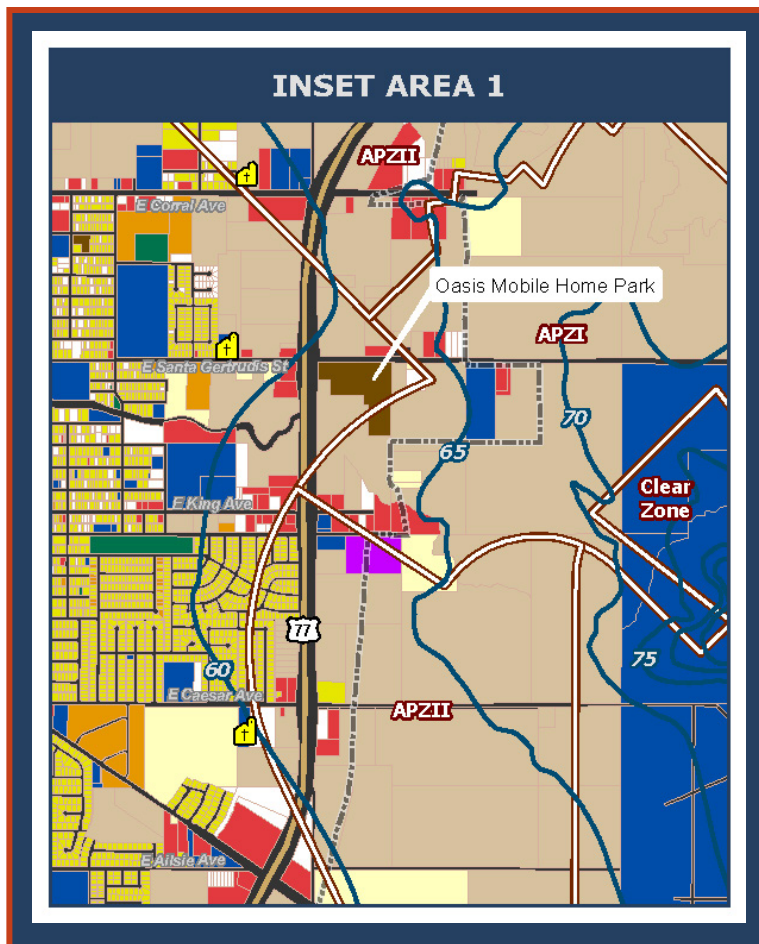 INSET AREA 1
APZII
E Corral Ave
Oasis Mobile Home Park
APZI
E Santa Gertrudis St
70
65
Clear
Zone
E King Ave
77
75
60
E Caesar Ave
APZII
E Ailsie Ave